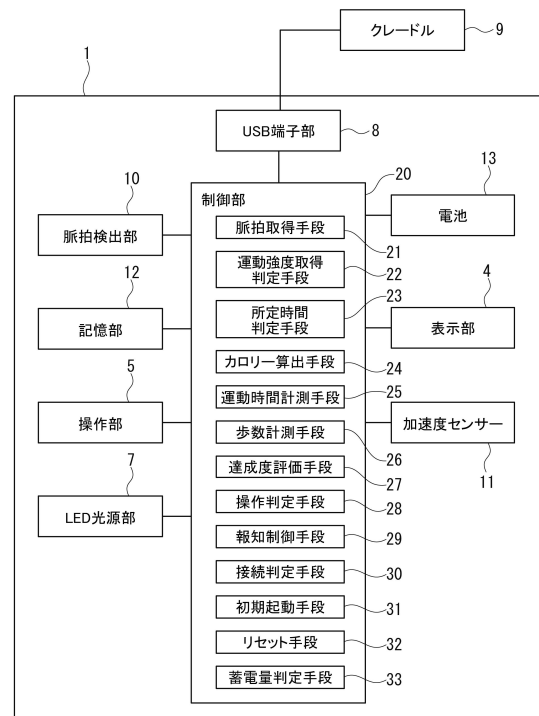 クレードル
9
1
USB端子部
8
20
制御部
10
脈拍検出部
13
電池
脈拍取得手段
21
運動強度取得
判定手段
22
12
記憶部
所定時間
判定手段
23
4
表示部
カロリー算出手段
24
運動時間計測手段
25
5
操作部
歩数計測手段
26
加速度センサー
11
達成度評価手段
27
7
LED光源部
操作判定手段
28
報知制御手段
29
接続判定手段
30
初期起動手段
31
リセット手段
32
蓄電量判定手段
33